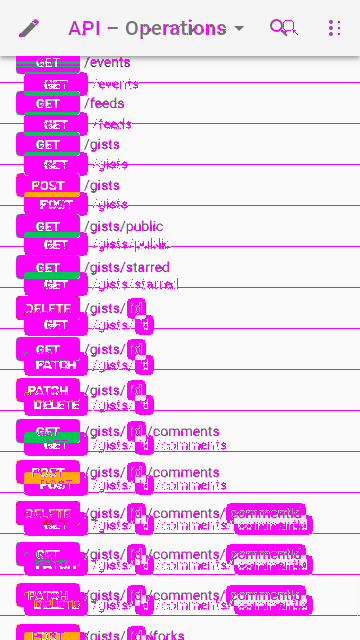 API – Operations
GET /events
GET /events
GET /feeds
GET /feeds
GET /gists
GET /gists
POST /gists
POST /gists
GET /gists/public
GET /gists/public
GET /gists/starred
GET /gists/starred
DELETE /gists/ id
GET /gists/ id
GET /gists/ id
PATCH /gists/ id
PATCH /gists/ id
DELETE /gists/ id
GET /gists/ id /comments
GET /gists/ id /comments
POST /gists/ id /comments
POST /gists/ id /comments
DELETE /gists/ id /comments/ commentId
GET /gists/ id /comments/ commentId
GET /gists/ id /comments/ commentId
PATCH /gists/ id /comments/ commentId
PATCH /gists/ id /comments/ commentId
DELETE /gists/ id /comments/ commentId
/gists/ id /forks